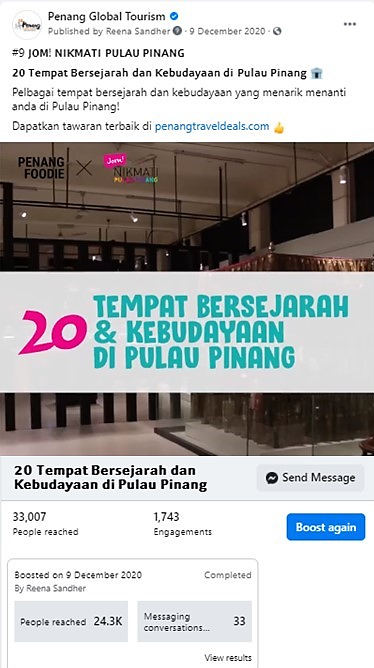 Penang Global Tourism
Published by Reena Sandher · 9 December 2020 ·
#9 JOM! NIKMATI PULAU PINANG
20 Tempat Bersejarah dan Kebudayaan di Pulau Pinang 🏛️
Pelbagai tempat bersejarah dan kebudayaan yang menarik menanti
anda di Pulau Pinang!
Dapatkan tawaran terbaik di penangtraveldeals.com 👍
PENANG
FOODIE
×
Jom!
NIKMATI
PULAU PINANG
20 TEMPAT BERSEJARAH
& KEBUDAYAAN
DI PULAU PINANG
20 Tempat Bersejarah dan
Kebudayaan di Pulau Pinang
Send Message
33,007
People reached
1,743
Engagements
Boost again
Boosted on 9 December 2020
Completed
By Reena Sandher
People reached 24.3K
Messaging
conversations... 33
View results